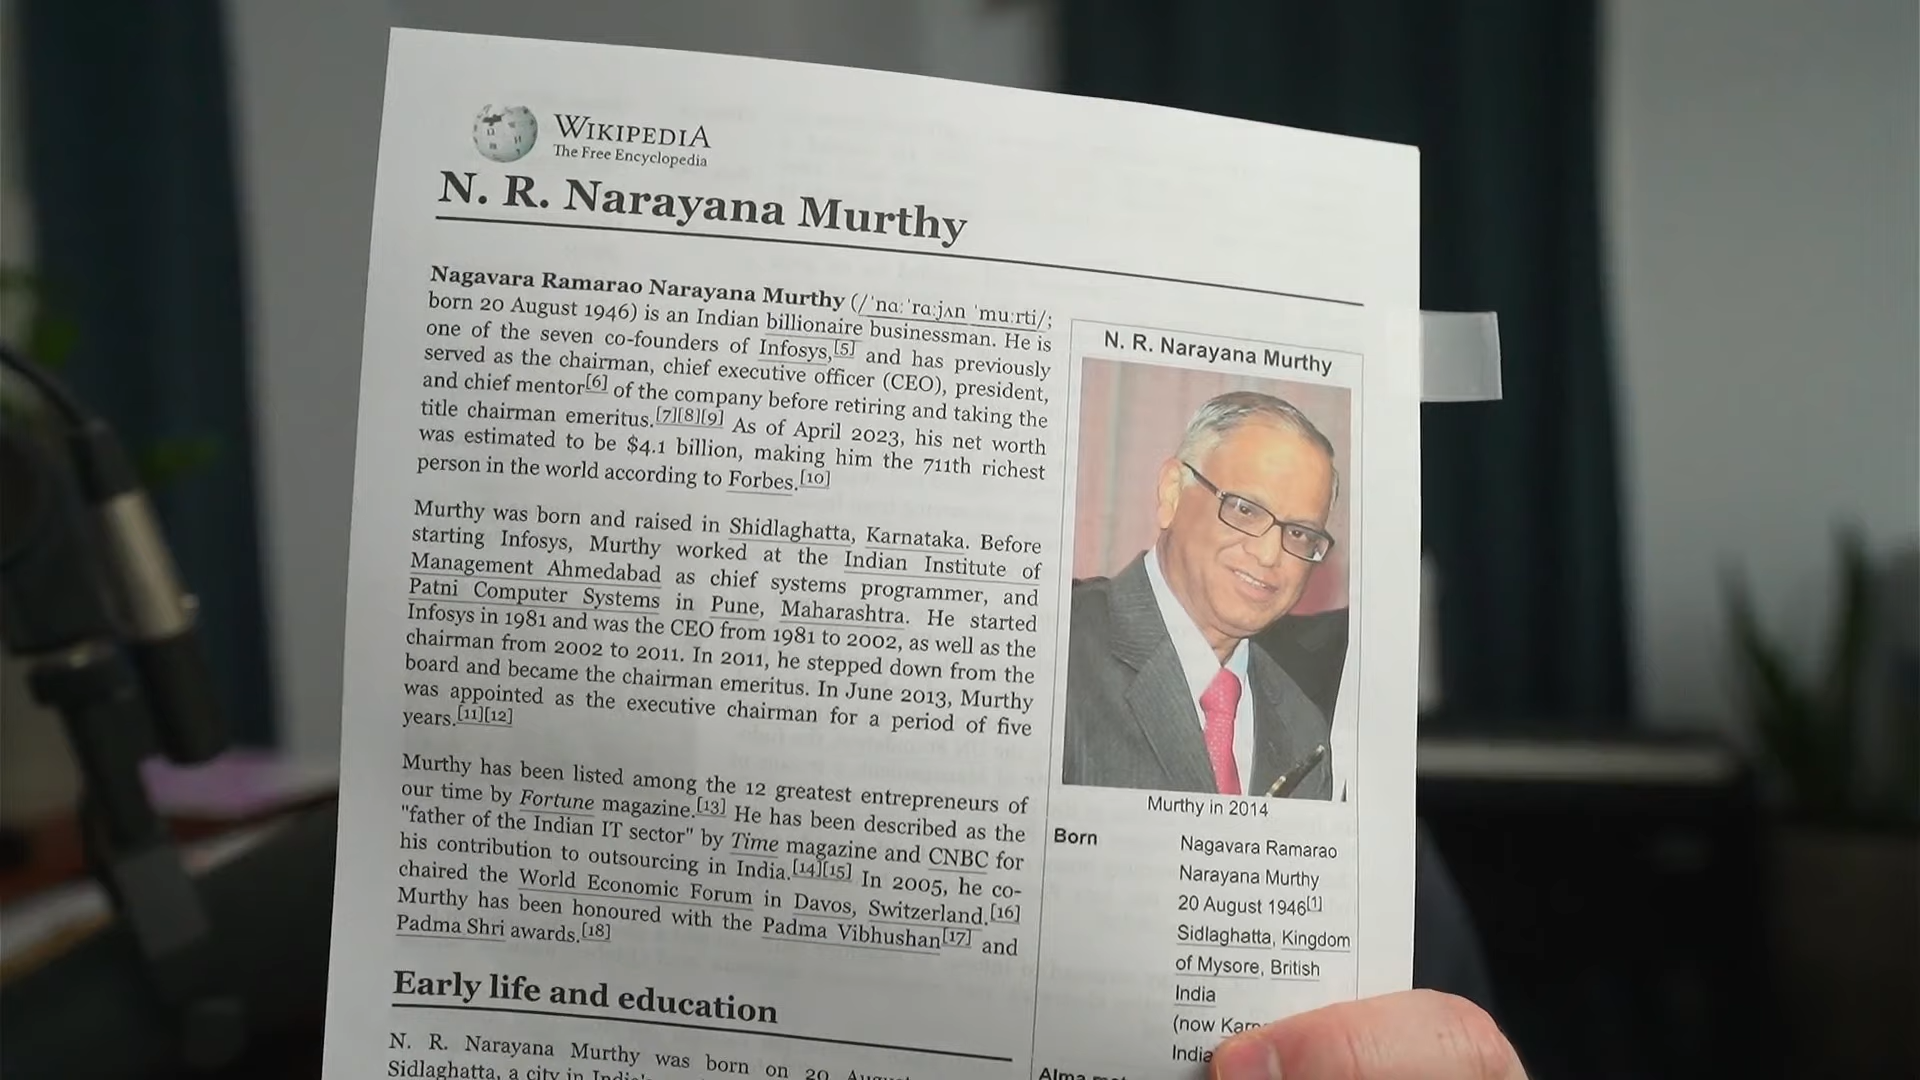 WIKIPEDIA
The Free Encyclopedia
N. R. Narayana Murthy
Nagavara Ramarao Narayana Murthy (/ˈnɑːˈrɑːjʌn ˈmuːrti/;
born 20 August 1946) is an Indian billionaire businessman. He is
one of the seven co-founders of Infosys,[5] and has previously
served as the chairman, chief executive officer (CEO), president,
and chief mentor[6] of the company before retiring and taking the
title chairman emeritus.[7][8][9] As of April 2023, his net worth
was estimated to be $4.1 billion, making him the 711th richest
person in the world according to Forbes.[10]
Murthy was born and raised in Shidlaghatta, Karnataka. Before
starting Infosys, Murthy worked at the Indian Institute of
Management Ahmedabad as chief systems programmer, and
Patni Computer Systems in Pune, Maharashtra. He started
Infosys in 1981 and was the CEO from 1981 to 2002, as well as the
chairman from 2002 to 2011. In 2011, he stepped down from the
board and became the chairman emeritus. In June 2013, Murthy
was appointed as the executive chairman for a period of five
years.[11][12]
Murthy has been listed among the 12 greatest entrepreneurs of
our time by Fortune magazine.[13] He has been described as the
"father of the Indian IT sector" by Time magazine and CNBC for
his contribution to outsourcing in India.[14][15] In 2005, he co-
chaired the World Economic Forum in Davos, Switzerland.[16]
Murthy has been honoured with the Padma Vibhushan[17] and
Padma Shri awards.[18]
Early life and education
N. R. Narayana Murthy was born on 20
Sidlaghatta, a city in India's
N. R. Narayana Murthy
Murthy in 2014
Born
Nagavara Ramarao
Narayana Murthy
20 August 1946[1]
Sidlaghatta, Kingdom
of Mysore, British
India
(now
India
Alma